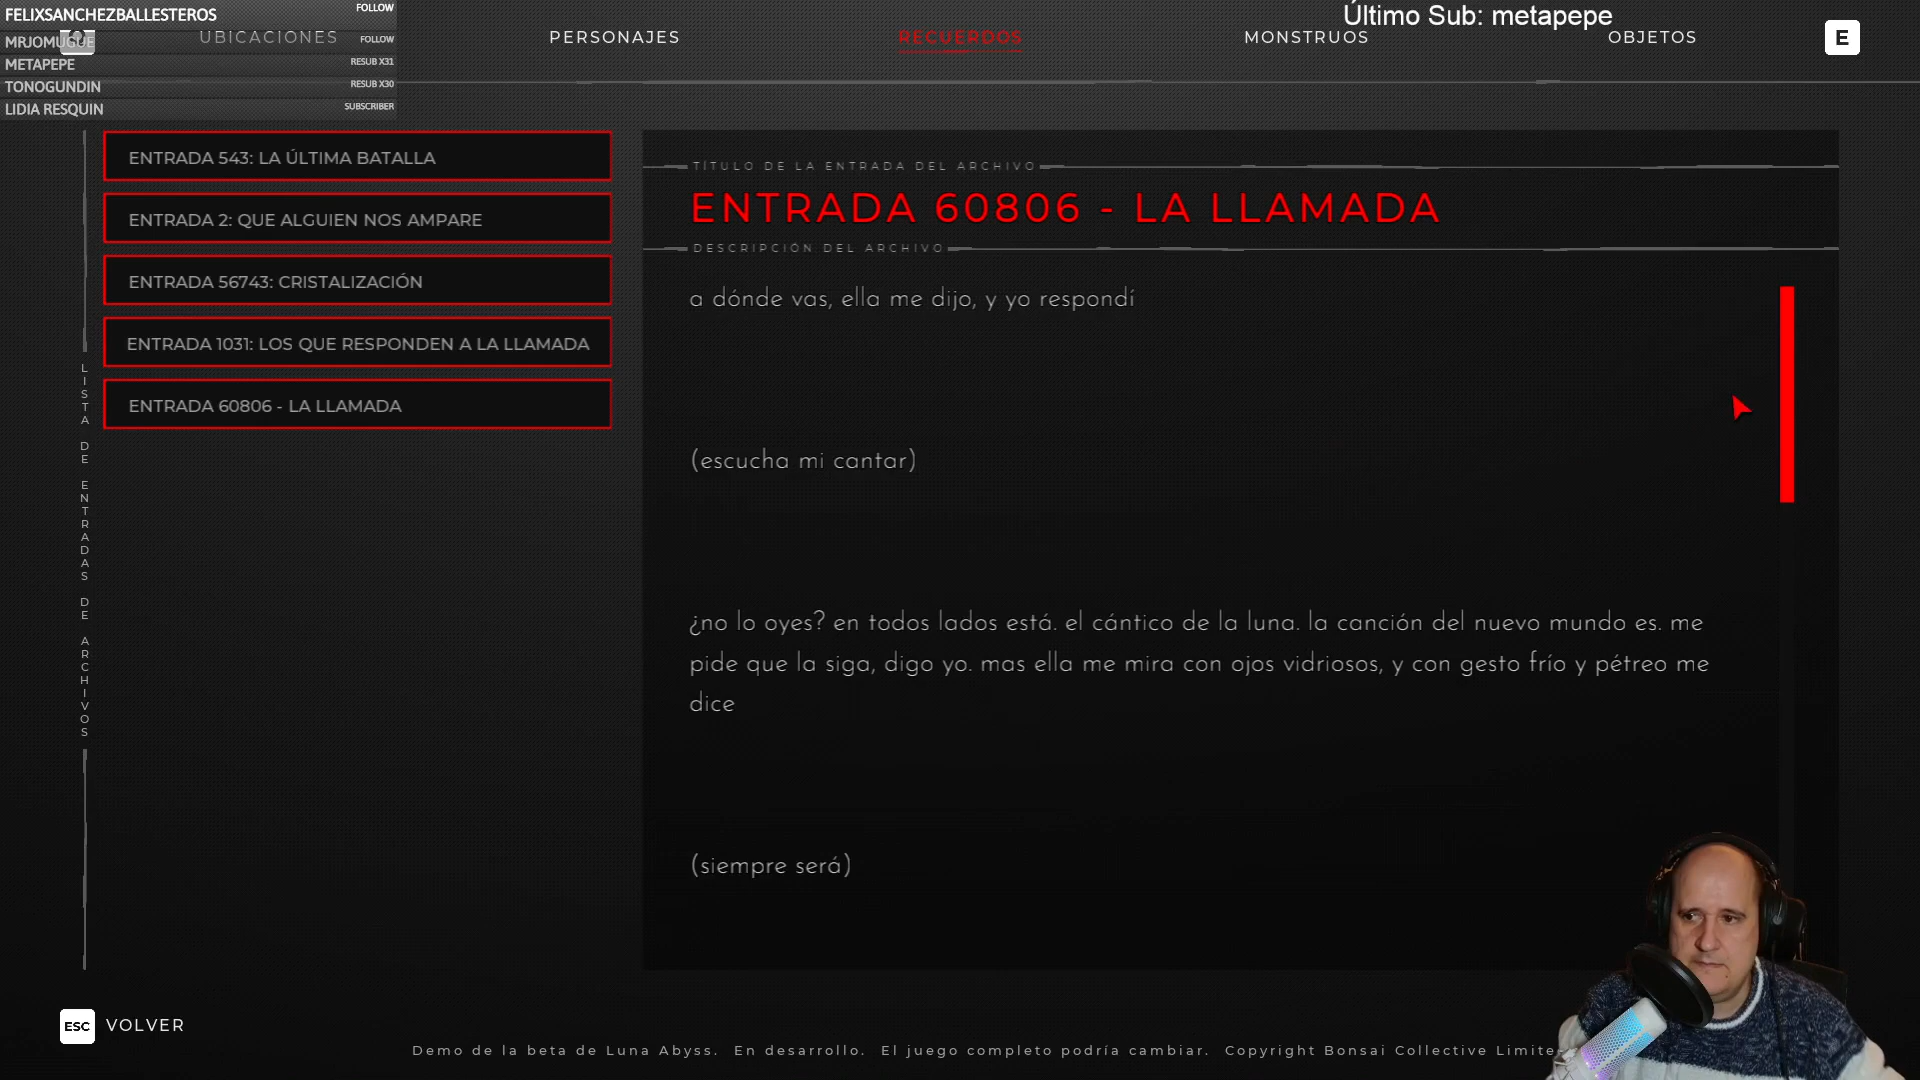 FELIXSANCHEZBALLESTEROS FOLLOW
MRJOMUGUE FOLLOW
METAPEPE RESUB X31
TONOGUNDIN RESUB X30
LIDIA RESQUIN SUBSCRIBER
Último Sub: metapepe
UBICACIONES PERSONAJES RECUERDOS MONSTRUOS OBJETOS E
LISTA DE ENTRADAS DE ARCHIVOS
ENTRADA 543: LA ÚLTIMA BATALLA
ENTRADA 2: QUE ALGUIEN NOS AMPARE
ENTRADA 56743: CRISTALIZACIÓN
ENTRADA 1031: LOS QUE RESPONDEN A LA LLAMADA
ENTRADA 60806 - LA LLAMADA
TÍTULO DE LA ENTRADA DEL ARCHIVO
ENTRADA 60806 - LA LLAMADA
DESCRIPCIÓN DEL ARCHIVO
a dónde vas, ella me dijo, y yo respondí
(escucha mi cantar)
¿no lo oyes? en todos lados está. el cántico de la luna. la canción del nuevo mundo es. me
pide que la siga, digo yo. mas ella me mira con ojos vidriosos, y con gesto frío y pétreo me
dice
(siempre será)
ESC VOLVER
Demo de la beta de Luna Abyss. En desarrollo. El juego completo podría cambiar. Copyright Bonsai Collective Limite